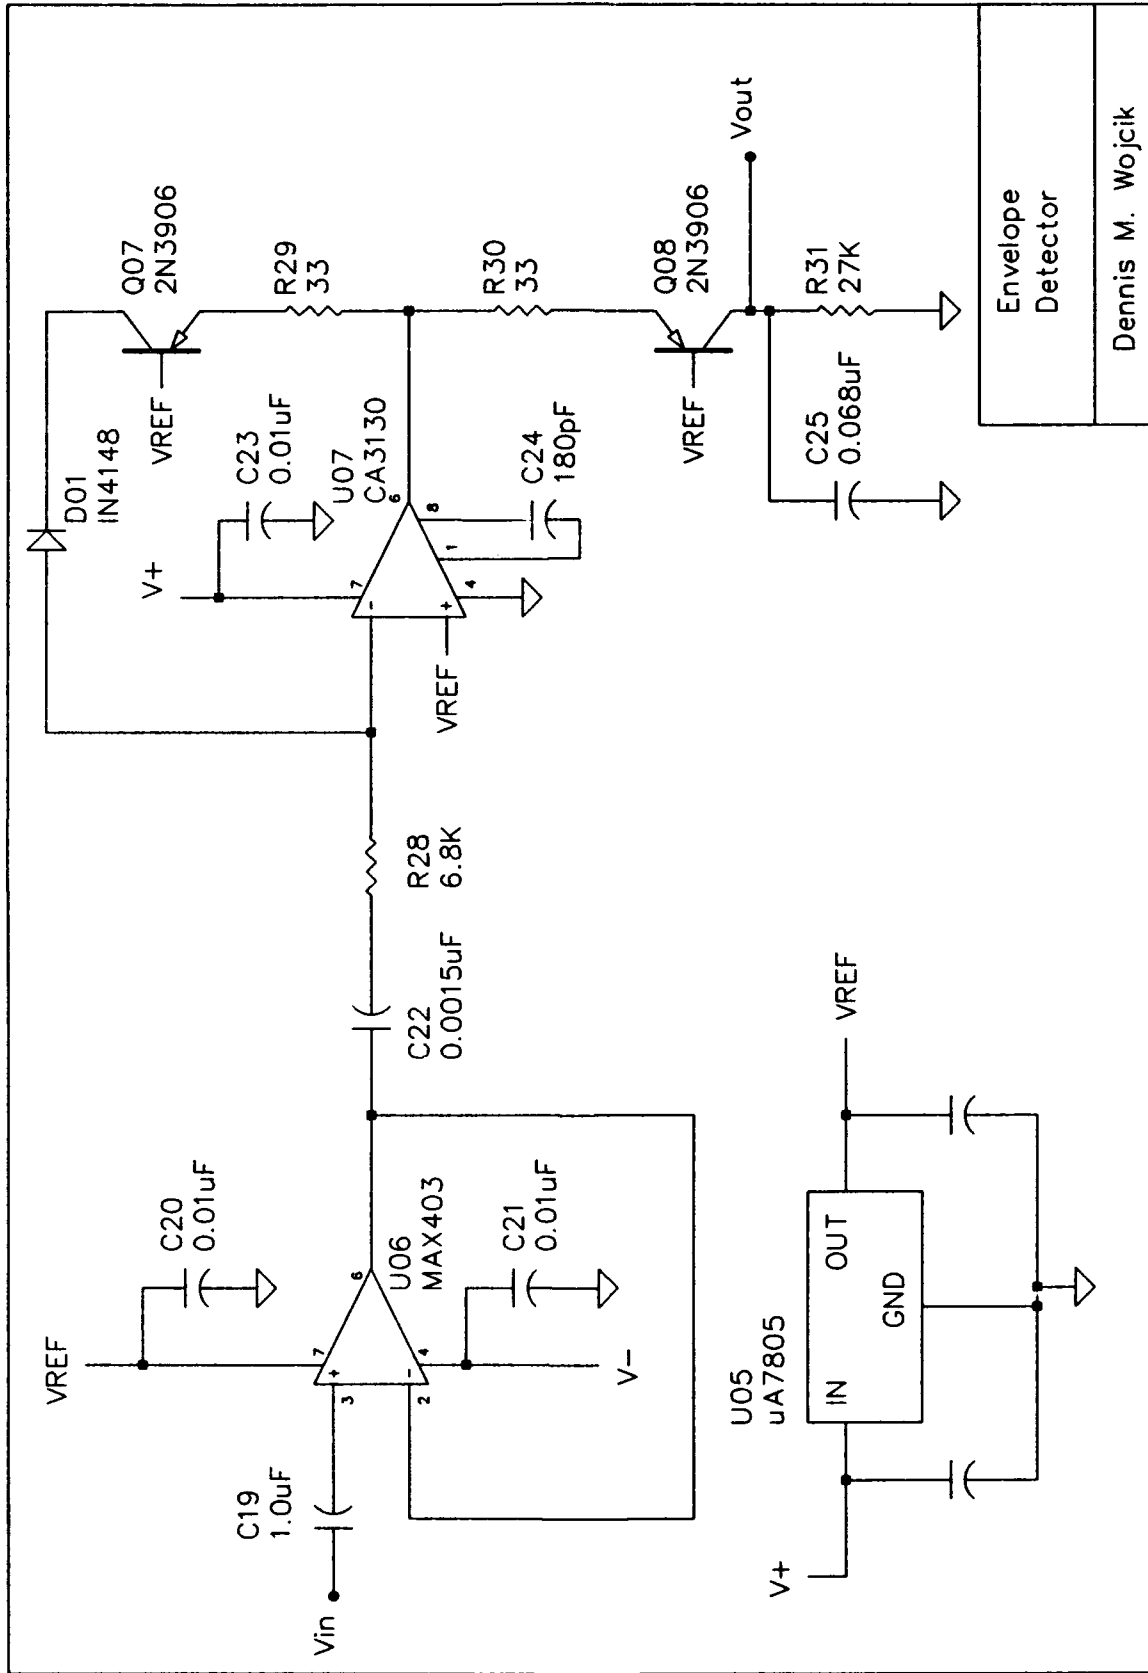 VREF
C20
0.01uF
C19
1.0uF
Vin
3
2
+
-
7
4
6
U06
MAX403
C21
0.01uF
V-
C22
0.0015uF
R28
6.8K
D01
IN4148
V+
C23
0.01uF
U07
CA3130
7
-
+
4
1
8
6
VREF
C24
180pF
Q07
2N3906
VREF
R29
33
R30
33
Q08
2N3906
VREF
Vout
C25
0.068uF
R31
27K
V+
U05
uA7805
IN
OUT
GND
VREF
Envelope
Detector
Dennis M. Wojcik